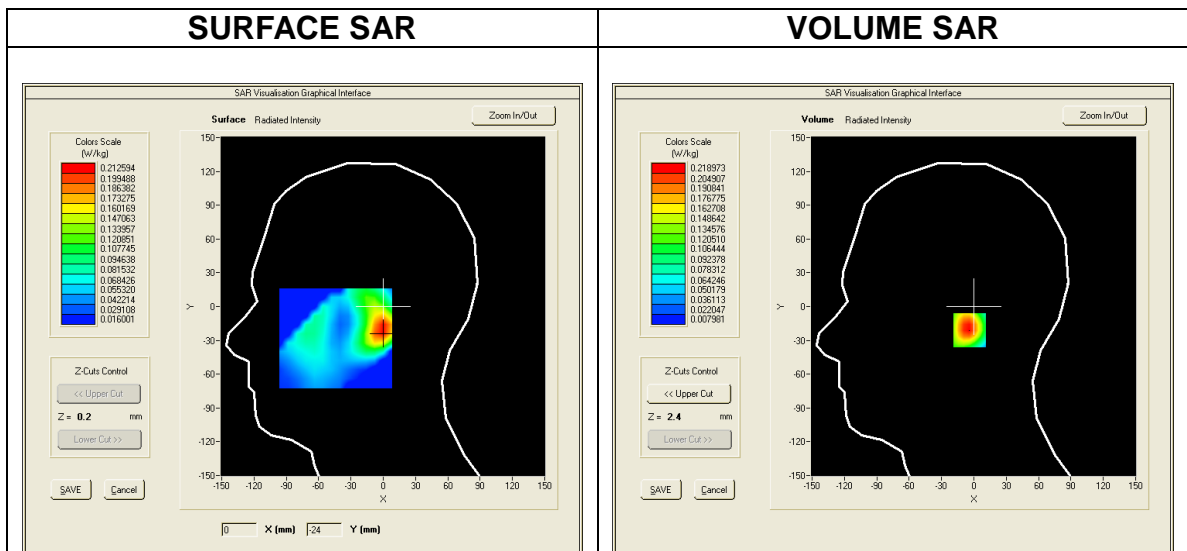 SURFACE SAR
VOLUME SAR
SAR Visualisation Graphical Interface
Surface Radiated Intensity
Zoom In/Out
Colors Scale
(W/kg)
0.212594
0.199488
0.186382
0.173275
0.160169
0.147063
0.133957
0.120851
0.107745
0.094638
0.081532
0.068426
0.055320
0.042214
0.029108
0.016001
Z-Cuts Control
<< Upper Cut
Z = 0.2 mm
Lower Cut >>
SAVE Cancel
150
120
90
60
30
0
-30
-60
-90
-120
-150
Y
-150 -120 -90 -60 -30 0 30 60 90 120 150
X
0 X (mm) -24 Y (mm)
SAR Visualisation Graphical Interface
Volume Radiated Intensity
Zoom In/Out
Colors Scale
(W/kg)
0.218973
0.204907
0.190841
0.176775
0.162708
0.148642
0.134576
0.120510
0.106444
0.092378
0.078312
0.064246
0.050179
0.036113
0.022047
0.007981
Z-Cuts Control
<< Upper Cut
Z = 2.4 mm
Lower Cut >>
SAVE Cancel
150
120
90
60
30
0
-30
-60
-90
-120
-150
Y
-150 -120 -90 -60 -30 0 30 60 90 120 150
X